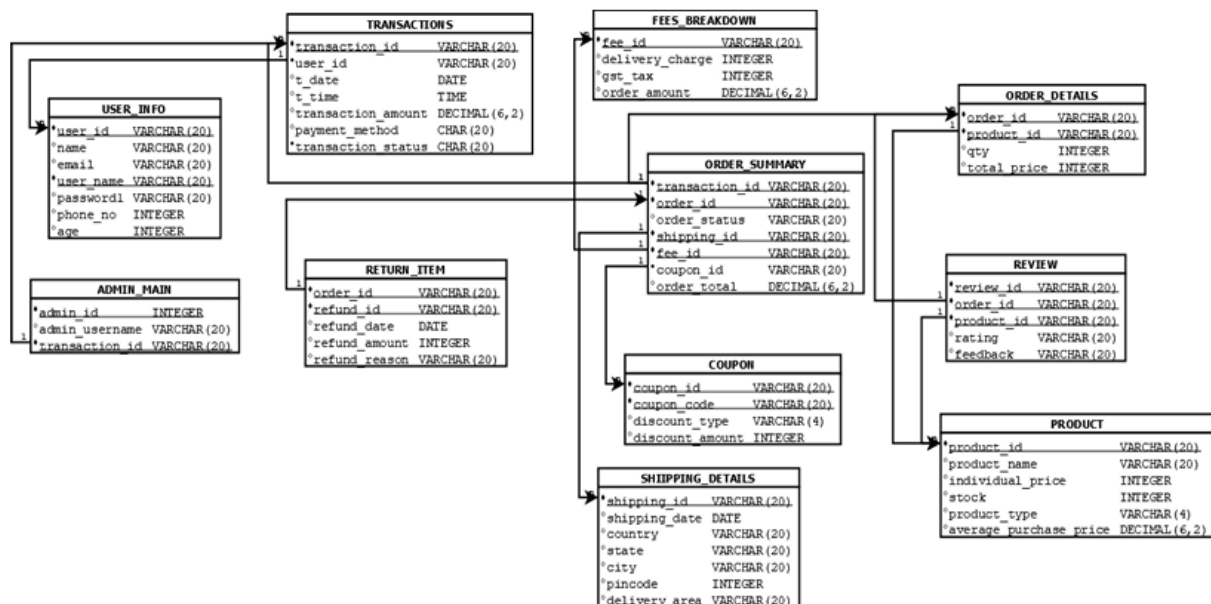 TRANSACTIONS
transaction_id VARCHAR(20)
user_id VARCHAR(20)
t_date DATE
t_time TIME
transaction_amount DECIMAL(6,2)
payment_method CHAR(20)
transaction_status CHAR(20)
FEES_BREAKDOWN
fee_id VARCHAR(20)
delivery_charge INTEGER
gst_tax INTEGER
order_amount DECIMAL(6,2)
ORDER_DETAILS
order_id VARCHAR(20)
product_id VARCHAR(20)
qty INTEGER
total_price INTEGER
USER_INFO
user_id VARCHAR(20)
name VARCHAR(20)
email VARCHAR(20)
user_name VARCHAR(20)
password1 VARCHAR(20)
phone_no INTEGER
age INTEGER
ORDER_SUMMARY
transaction_id VARCHAR(20)
order_id VARCHAR(20)
order_status VARCHAR(20)
shipping_id VARCHAR(20)
fee_id VARCHAR(20)
coupon_id VARCHAR(20)
order_total DECIMAL(6,2)
RETURN_ITEM
order_id VARCHAR(20)
refund_id VARCHAR(20)
refund_date DATE
refund_amount INTEGER
refund_reason VARCHAR(20)
REVIEW
review_id VARCHAR(20)
order_id VARCHAR(20)
product_id VARCHAR(20)
rating VARCHAR(20)
feedback VARCHAR(20)
ADMIN_MAIN
admin_id INTEGER
admin_username VARCHAR(20)
transaction_id VARCHAR(20)
COUPON
coupon_id VARCHAR(20)
coupon_code VARCHAR(20)
discount_type VARCHAR(4)
discount_amount INTEGER
PRODUCT
product_id VARCHAR(20)
product_name VARCHAR(20)
individual_price INTEGER
stock INTEGER
product_type VARCHAR(4)
average_purchase_price DECIMAL(6,2)
SHIIPPING_DETAILS
shipping_id VARCHAR(20)
shipping_date DATE
country VARCHAR(20)
state VARCHAR(20)
city VARCHAR(20)
pincode INTEGER
delivery_area VARCHAR(20)